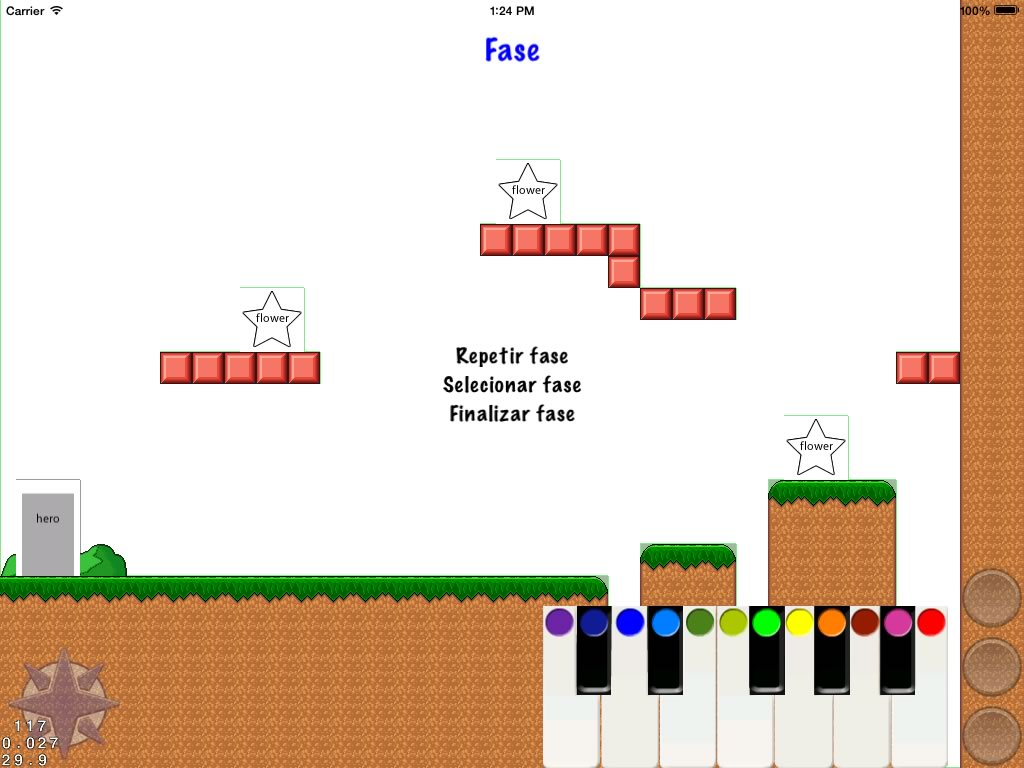 Carrier 1:24 PM 100%
Fase
flower
flower
Repetir fase
Selecionar fase
Finalizar fase
flower
hero
117
0.027
29.9